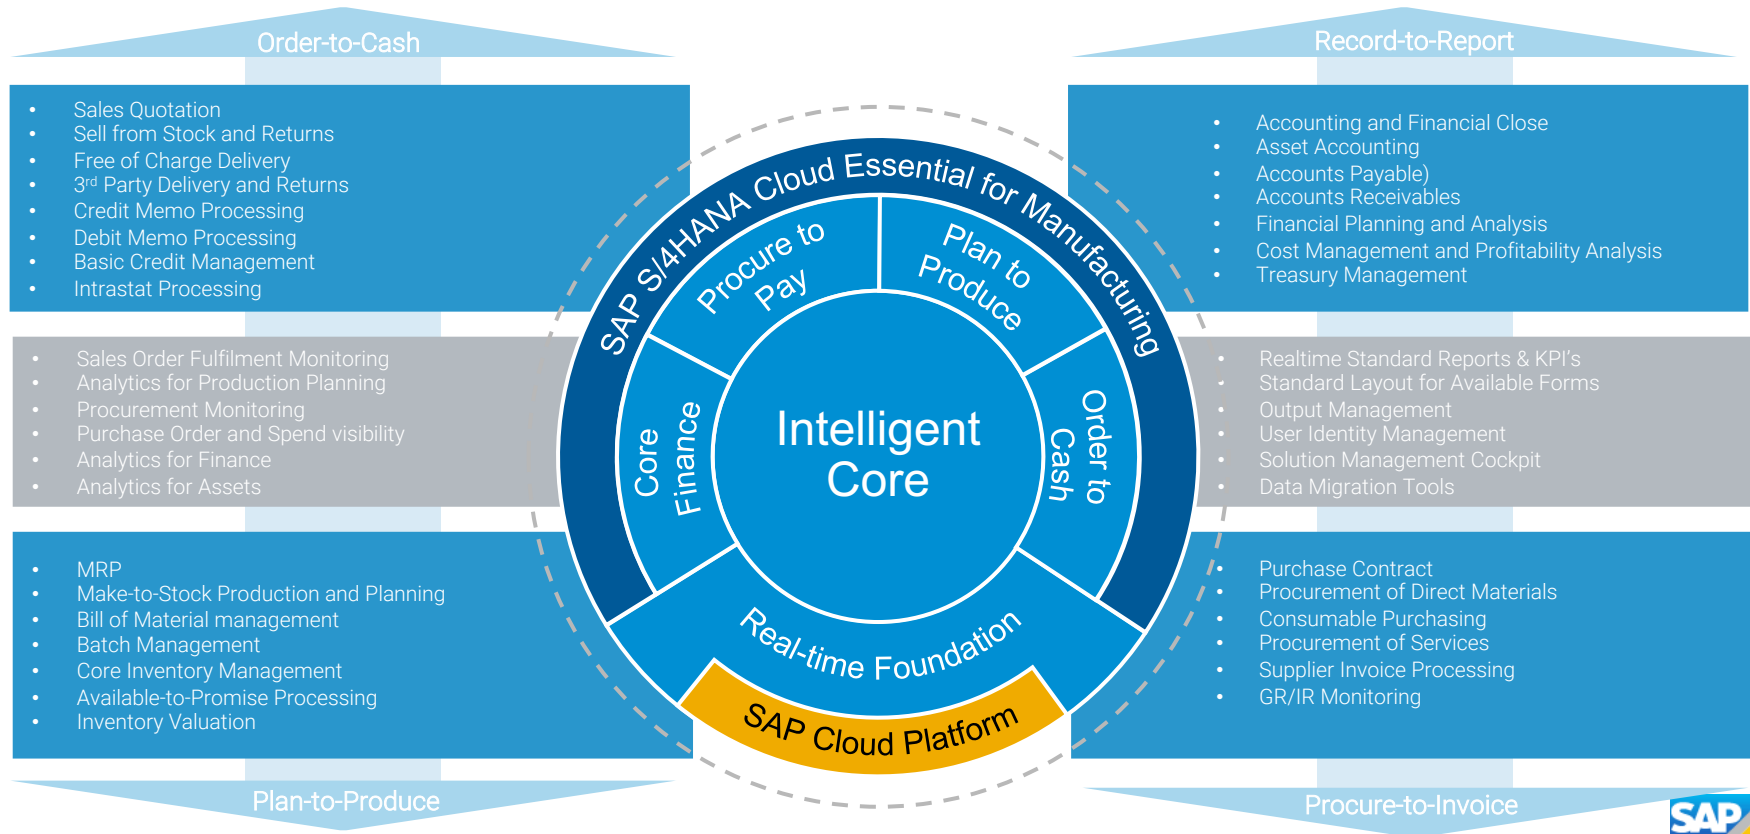 Order-to-Cash
• Sales Quotation
• Sell from Stock and Returns
• Free of Charge Delivery
• 3rd Party Delivery and Returns
• Credit Memo Processing
• Debit Memo Processing
• Basic Credit Management
• Intrastat Processing
• Sales Order Fulfilment Monitoring
• Analytics for Production Planning
• Procurement Monitoring
• Purchase Order and Spend visibility
• Analytics for Finance
• Analytics for Assets
• MRP
• Make-to-Stock Production and Planning
• Bill of Material management
• Batch Management
• Core Inventory Management
• Available-to-Promise Processing
• Inventory Valuation
Plan-to-Produce
SAP S/4HANA Cloud Essential for Manufacturing
Procure to
Pay
Plan to
Produce
Core
Finance
Order to
Cash
Intelligent
Core
Real-time Foundation
SAP Cloud Platform
Record-to-Report
• Accounting and Financial Close
• Asset Accounting
• Accounts Payable)
• Accounts Receivables
• Financial Planning and Analysis
• Cost Management and Profitability Analysis
• Treasury Management
• Realtime Standard Reports & KPI's
• Standard Layout for Available Forms
• Output Management
• User Identity Management
• Solution Management Cockpit
• Data Migration Tools
• Purchase Contract
• Procurement of Direct Materials
• Consumable Purchasing
• Procurement of Services
• Supplier Invoice Processing
• GR/IR Monitoring
Procure-to-Invoice
SAP